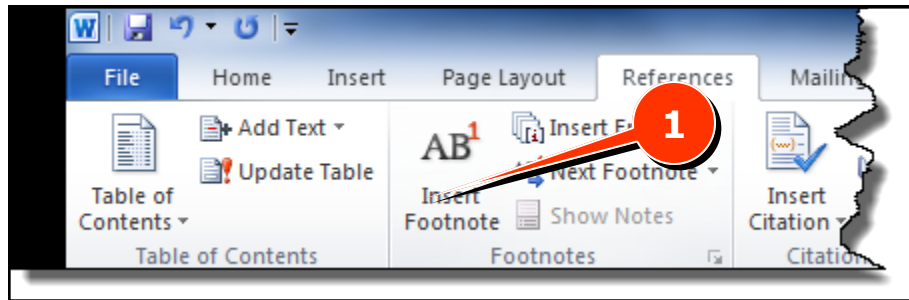 W
File Home Insert Page Layout References Mailin
Add Text
Update Table
Table of
Contents
Table of Contents
AB1
Insert
Footnote
Insert
Next Footnote
Show Notes
Footnotes
1
Insert
Citation
Citation